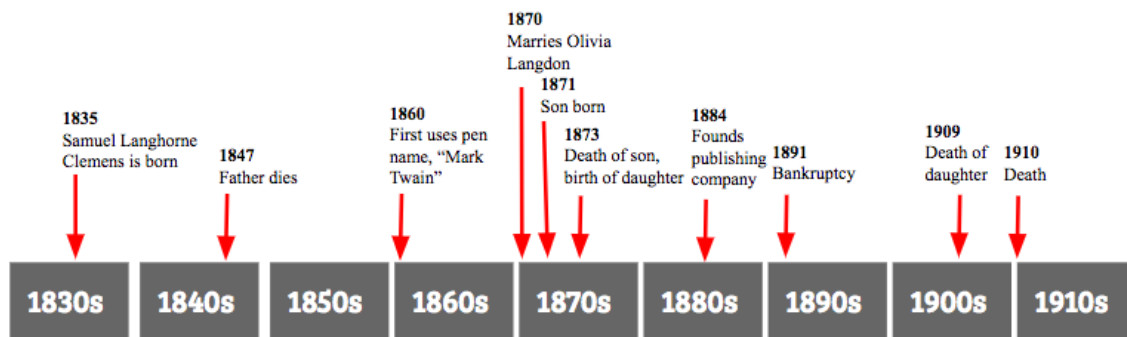 1835
Samuel Langhorne
Clemens is born
1847
Father dies
1860
First uses pen
name, “Mark
Twain”
1870
Marries Olivia
Langdon
1871
Son born
1873
Death of son,
birth of daughter
1884
Founds
publishing
company
1891
Bankruptcy
1909
Death of
daughter
1910
Death
1830s
1840s
1850s
1860s
1870s
1880s
1890s
1900s
1910s